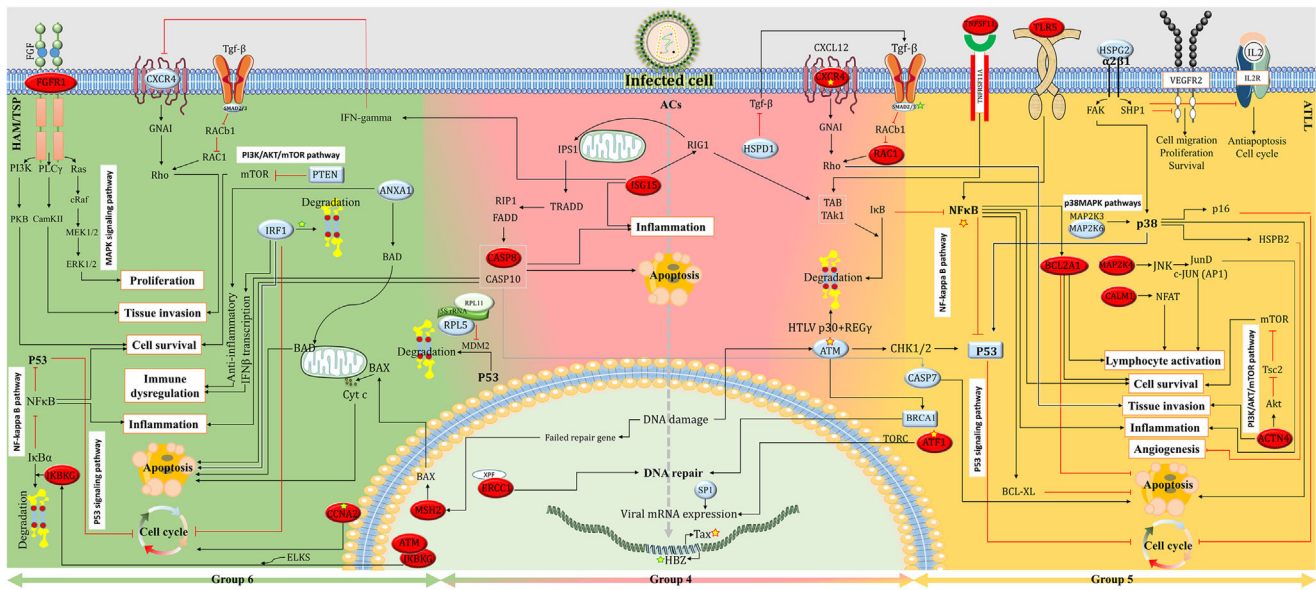 FGF
FGFR1
HAM/TSP
PI3K
PLCγ
Ras
cRaf
PKB
CamKII
MEK1/2
ERK1/2
MAPK signaling pathway
CXCR4
GNAI
Rho
Tgf-β
SMAD2/3
RACb1
RAC1
PI3K/AKT/mTOR pathway
mTOR
PTEN
ANXA1
Degradation
IRF1
BAD
Proliferation
Tissue invasion
Cell survival
Immune
dysregulation
Inflammation
Anti-inflammatory
IFNβ transcription
P53
NFκB
NF-kappa B pathway
IκBα
IKBKG
Degradation
P53 signaling pathway
BAD
BAX
Cyt c
Apoptosis
Cell cycle
CCNA2
ELKS
ATM
IKBKG
Group 6
Infected cell
ACs
IFN-gamma
IPS1
RIG1
ISG15
TRADD
RIP1
FADD
CASP8
CASP10
Inflammation
Apoptosis
RPL11
5S rRNA
RPL5
MDM2
Degradation
P53
Tgf-β
HSPD1
CXCL12
CXCR4
GNAI
Rho
Tgf-β
SMAD2/3
RACb1
RAC1
TAB
TAk1
IκB
Degradation
HTLV p30+REGγ
ATM
CHK1/2
P53
CASP7
BRCA1
TORC
ATF1
DNA damage
Failed repair gene
BAX
MSH2
XPF
ERCC1
DNA repair
SP1
Viral mRNA expression
Tax
HBZ
Group 4
TNFSF11
TNFRSF11A
TLR5
HSPG2
α2β1
FAK
SHP1
VEGFR2
Cell migration
Proliferation
Survival
IL2
IL2R
Antiapoptosis
Cell cycle
ATLL
NFκB
NF-kappa B pathway
p38MAPK pathways
MAP2K3
MAP2K6
p38
p16
HSPB2
BCL2A1
MAP2K4
JNK
JunD
c-JUN (AP1)
CALM1
NFAT
mTOR
Tsc2
Akt
ACTN4
PI3K/AKT/mTOR pathway
Lymphocyte activation
Cell survival
Tissue invasion
Inflammation
Angiogenesis
P53 signaling pathway
BCL-XL
Apoptosis
Cell cycle
Group 5